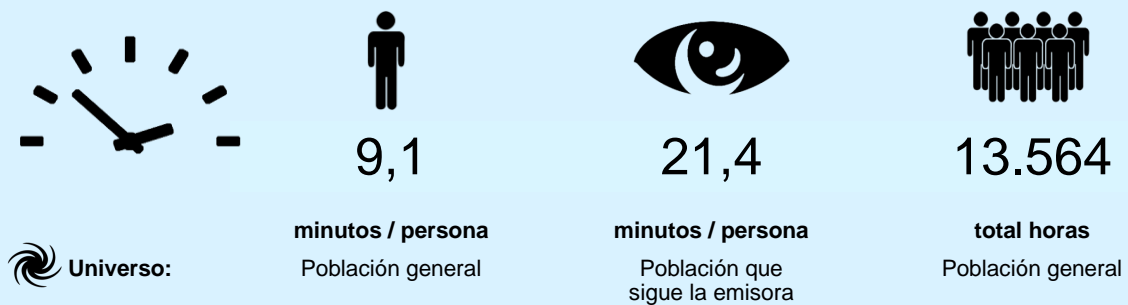 9,1
21,4
13.564
minutos / persona
minutos / persona
total horas
Universo:
Población general
Población que
sigue la emisora
Población general